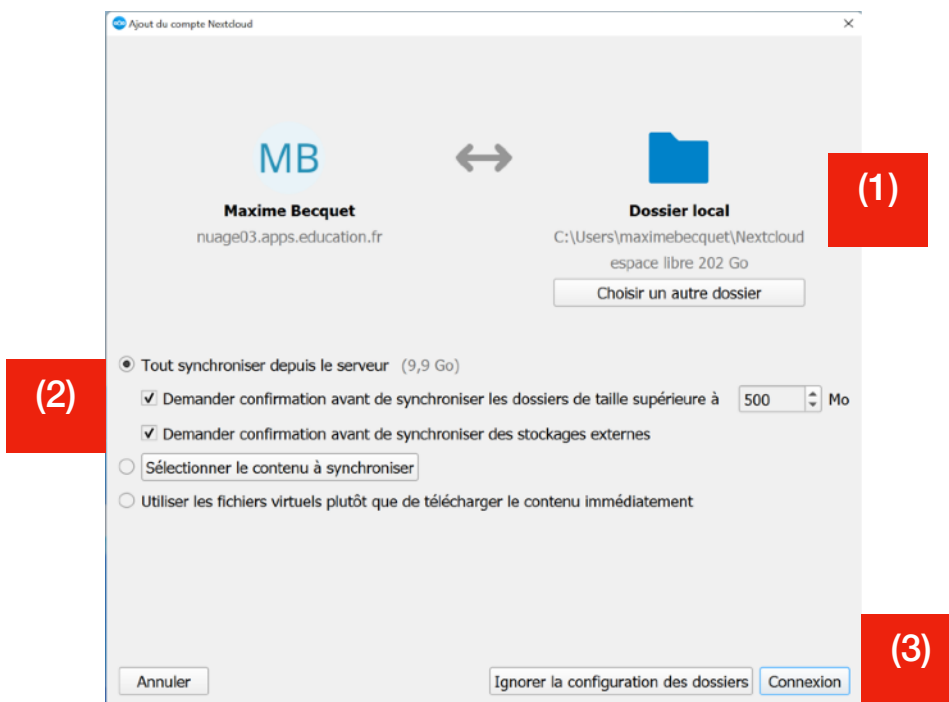 Ajout du compte Nextcloud
MB
Maxime Becquet
nuage03.apps.education.fr
Dossier local
C:\Users\maximebecquet\Nextcloud
espace libre 202 Go
Choisir un autre dossier
(1)
(2)
Tout synchroniser depuis le serveur (9,9 Go)
Demander confirmation avant de synchroniser les dossiers de taille supérieure à 500 Mo
Demander confirmation avant de synchroniser des stockages externes
Sélectionner le contenu à synchroniser
Utiliser les fichiers virtuels plutôt que de télécharger le contenu immédiatement
(3)
Annuler Ignorer la configuration des dossiers Connexion